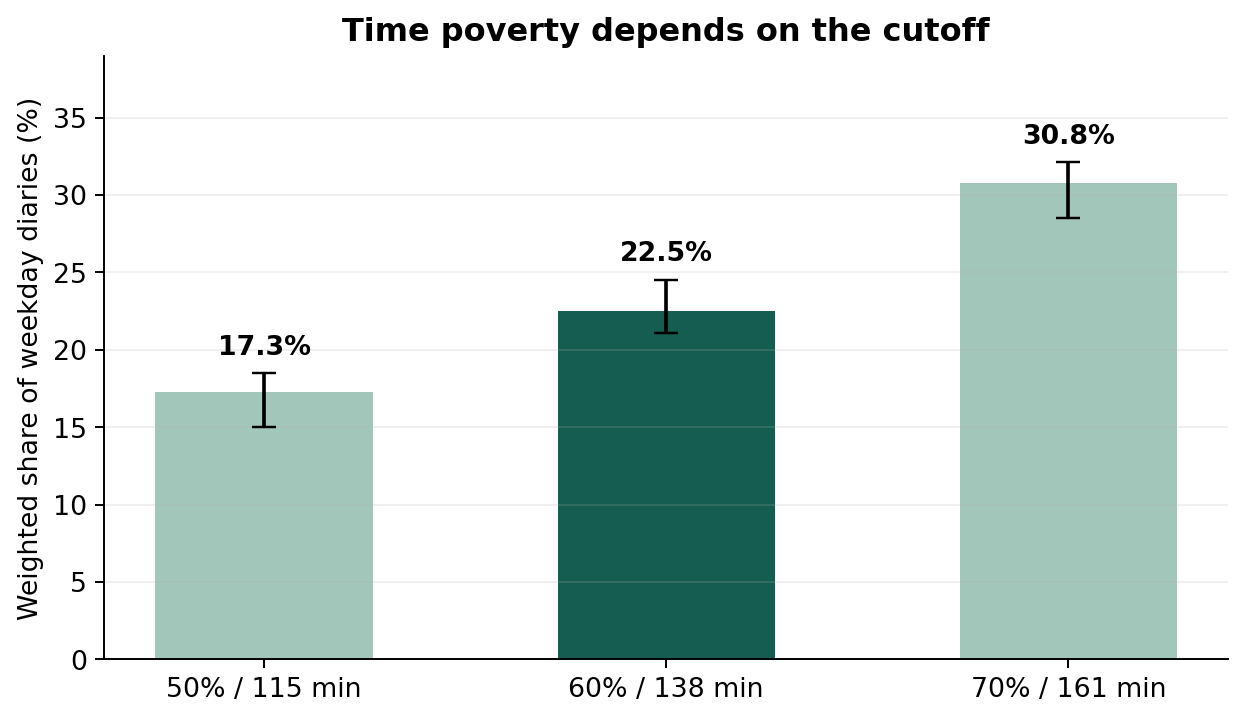 Time poverty depends on the cutoff
Weighted share of weekday diaries (%)
35
30
25
20
15
10
5
0
17.3%
22.5%
30.8%
50% / 115 min
60% / 138 min
70% / 161 min